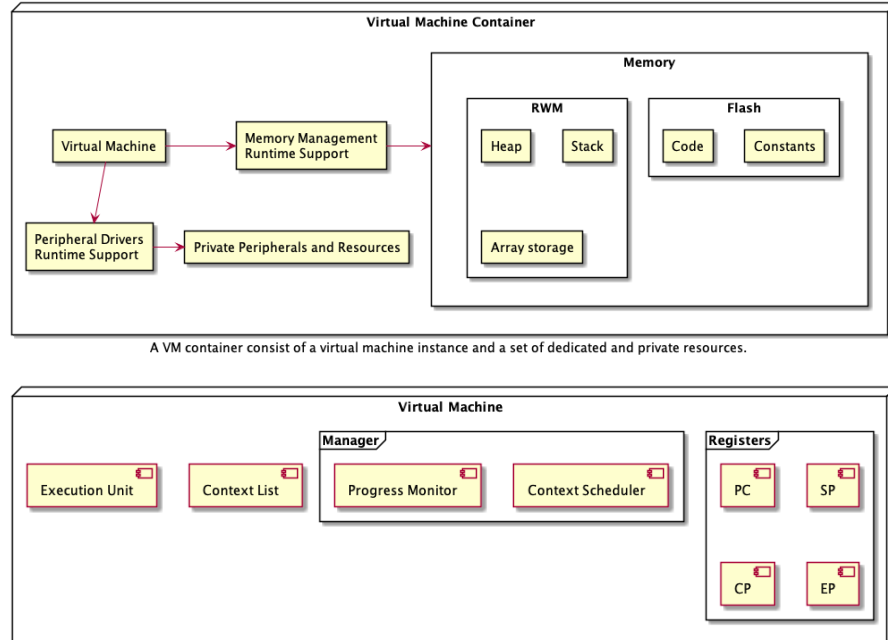 Virtual Machine Container
Memory
RWM
Flash
Virtual Machine
Memory Management
Runtime Support
Heap
Stack
Code
Constants
Peripheral Drivers
Runtime Support
Private Peripherals and Resources
Array storage
A VM container consist of a virtual machine instance and a set of dedicated and private resources.
Virtual Machine
Manager
Registers
Execution Unit
Context List
Progress Monitor
Context Scheduler
PC
SP
CP
EP